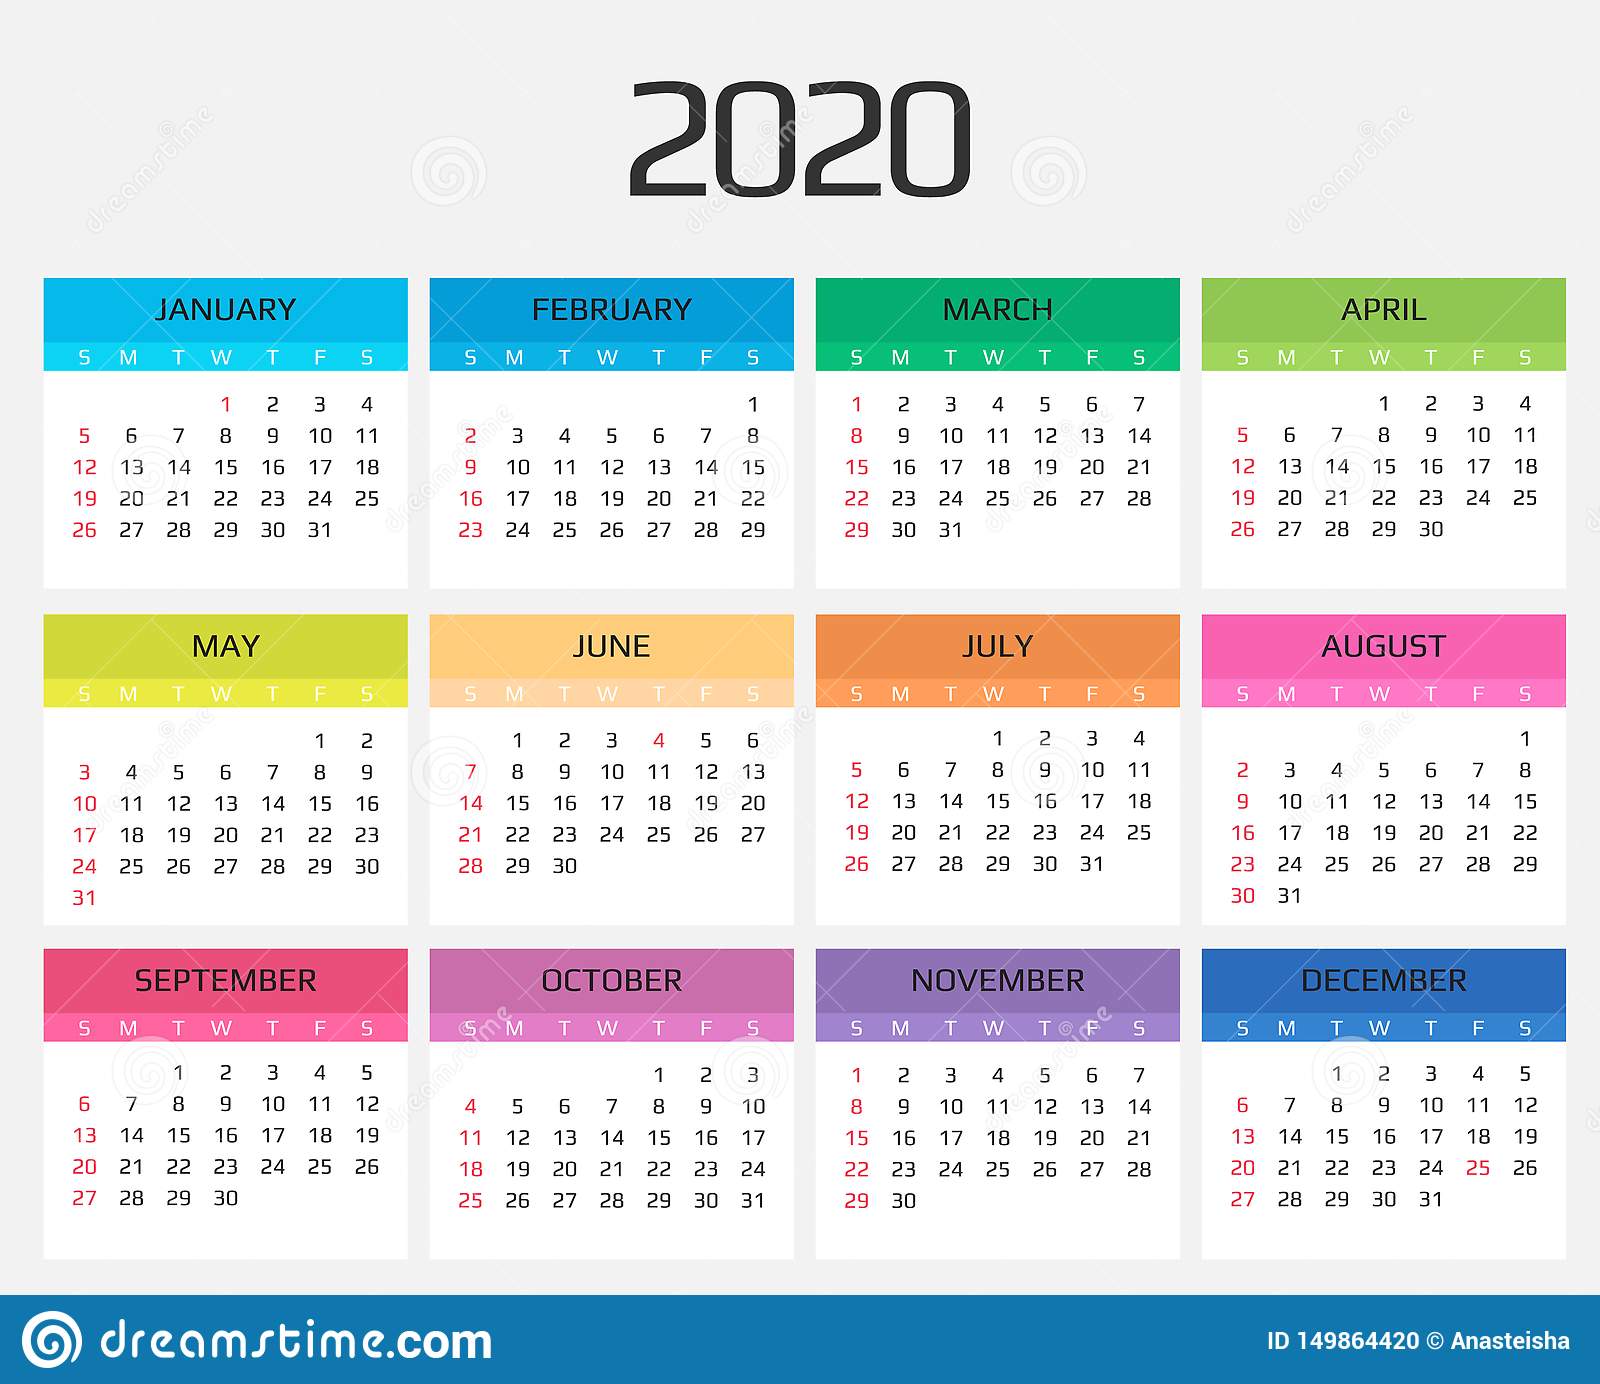 2020
JANUARY
S M T W T F S
1 2 3 4
5 6 7 8 9 10 11
12 13 14 15 16 17 18
19 20 21 22 23 24 25
26 27 28 29 30 31
FEBRUARY
S M T W T F S
1
2 3 4 5 6 7 8
9 10 11 12 13 14 15
16 17 18 19 20 21 22
23 24 25 26 27 28 29
MARCH
S M T W T F S
1 2 3 4 5 6 7
8 9 10 11 12 13 14
15 16 17 18 19 20 21
22 23 24 25 26 27 28
29 30 31
APRIL
S M T W T F S
1 2 3 4
5 6 7 8 9 10 11
12 13 14 15 16 17 18
19 20 21 22 23 24 25
26 27 28 29 30
MAY
S M T W T F S
1 2
3 4 5 6 7 8 9
10 11 12 13 14 15 16
17 18 19 20 21 22 23
24 25 26 27 28 29 30
31
JUNE
S M T W T F S
1 2 3 4 5 6
7 8 9 10 11 12 13
14 15 16 17 18 19 20
21 22 23 24 25 26 27
28 29 30
JULY
S M T W T F S
1 2 3 4
5 6 7 8 9 10 11
12 13 14 15 16 17 18
19 20 21 22 23 24 25
26 27 28 29 30 31
AUGUST
S M T W T F S
1
2 3 4 5 6 7 8
9 10 11 12 13 14 15
16 17 18 19 20 21 22
23 24 25 26 27 28 29
30 31
SEPTEMBER
S M T W T F S
1 2 3 4 5
6 7 8 9 10 11 12
13 14 15 16 17 18 19
20 21 22 23 24 25 26
27 28 29 30
OCTOBER
S M T W T F S
1 2 3
4 5 6 7 8 9 10
11 12 13 14 15 16 17
18 19 20 21 22 23 24
25 26 27 28 29 30 31
NOVEMBER
S M T W T F S
1 2 3 4 5 6 7
8 9 10 11 12 13 14
15 16 17 18 19 20 21
22 23 24 25 26 27 28
29 30
DECEMBER
S M T W T F S
1 2 3 4 5
6 7 8 9 10 11 12
13 14 15 16 17 18 19
20 21 22 23 24 25 26
27 28 29 30 31
dreamstime.com
ID 149864420 © Anasteisha